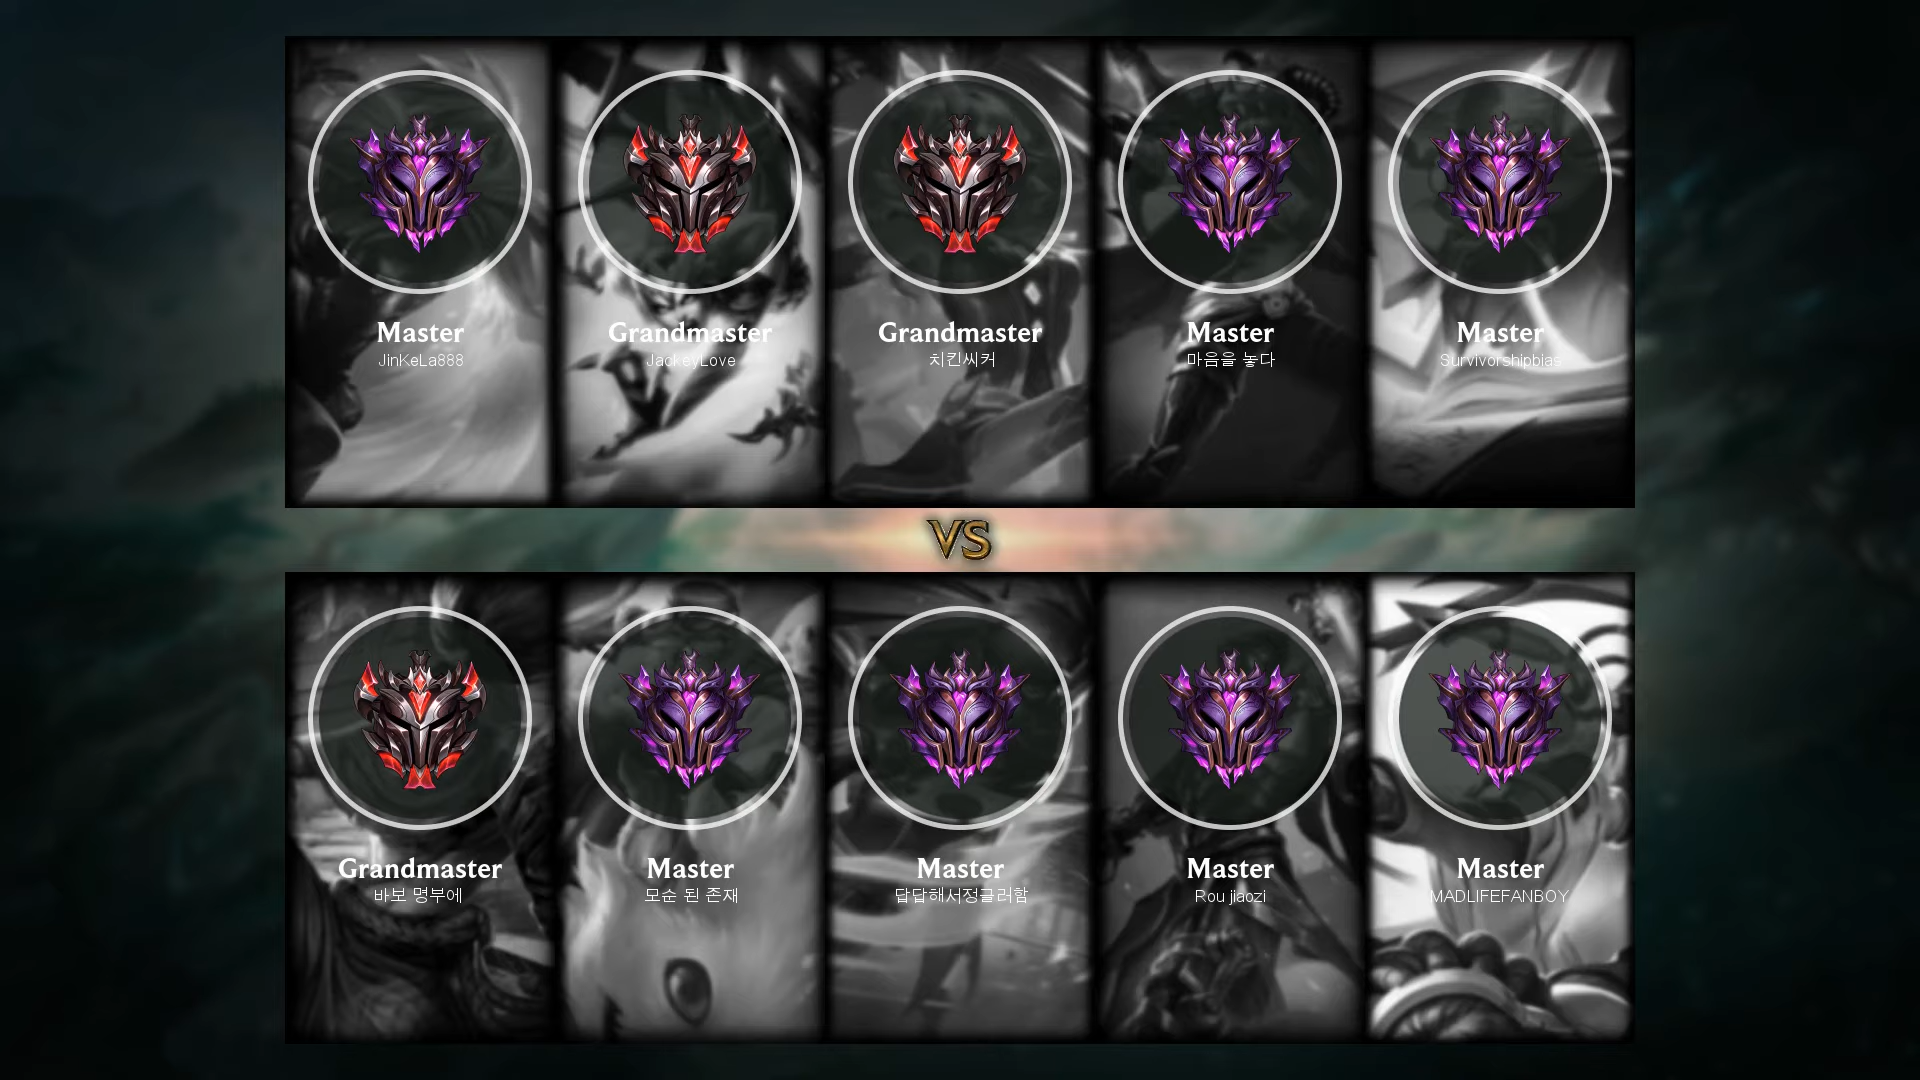 Master
JinKeLa888
Grandmaster
JackeyLove
Grandmaster
치킨씨커
Master
마음을 놓다
Master
Survivorshipbias
VS
Grandmaster
바보 명부에
Master
모순 된 존재
Master
답답해서정글러함
Master
Rou jiaozi
Master
MADLIFEFANBOY